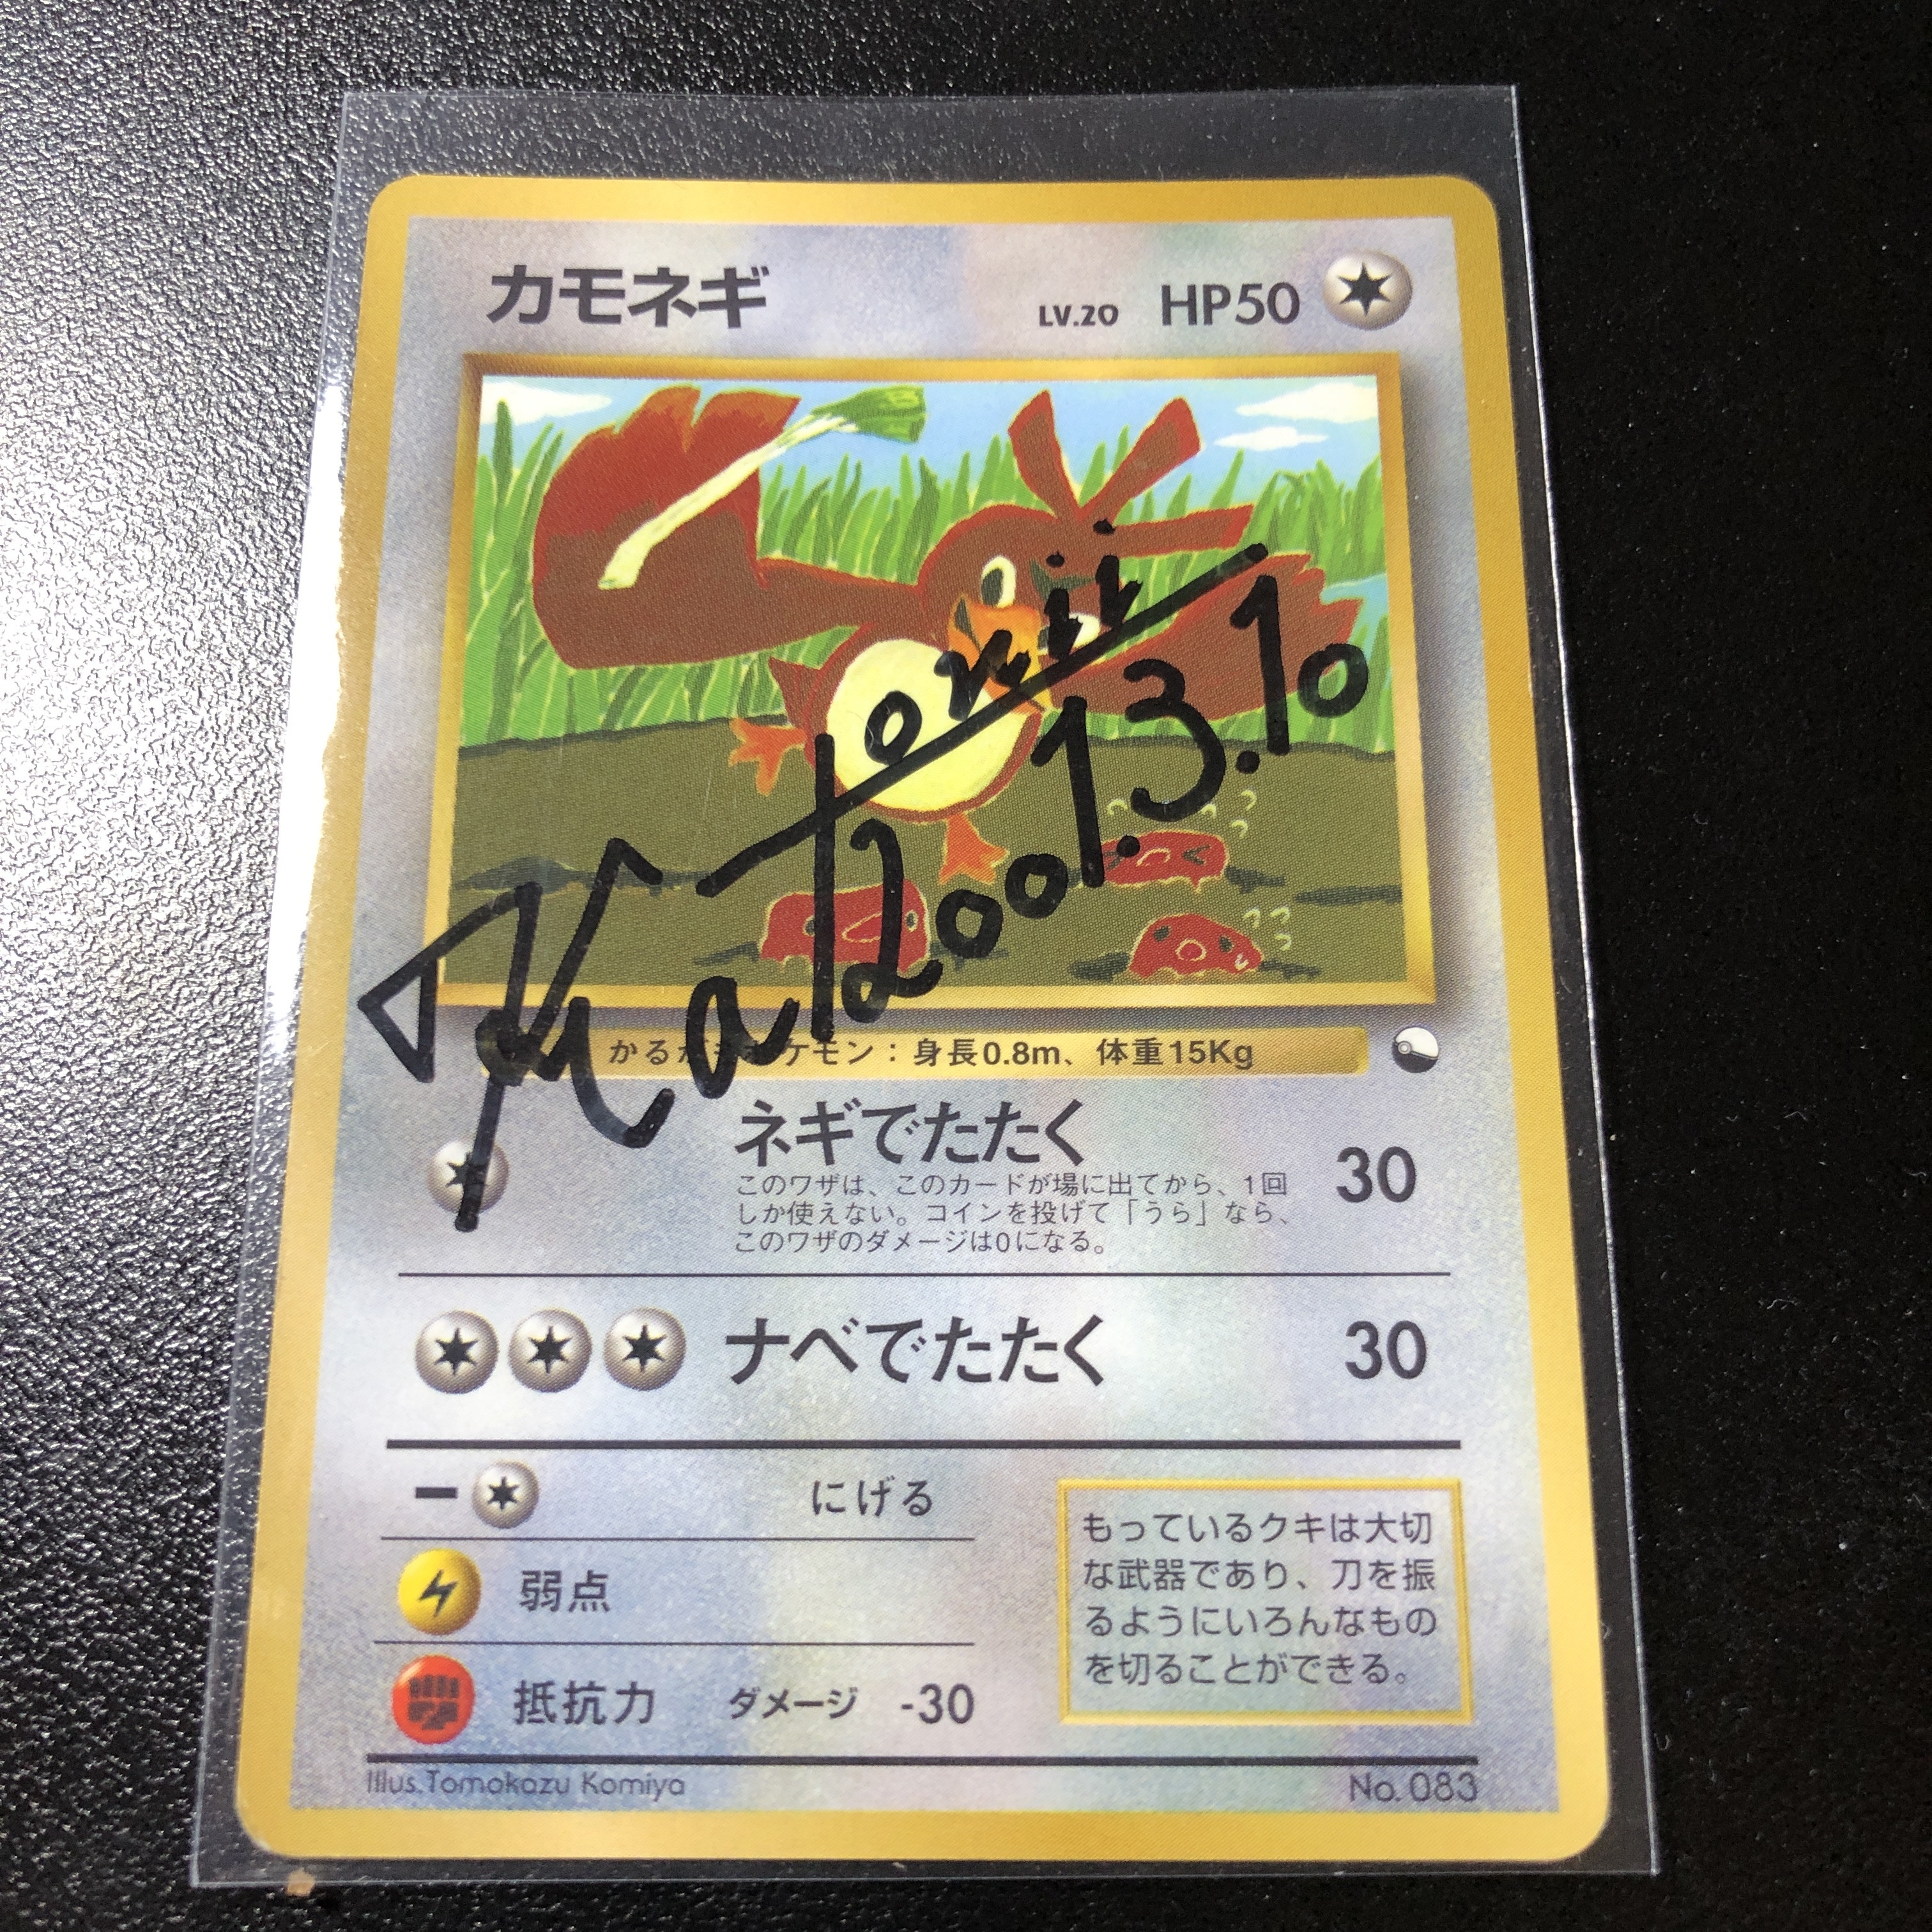 カモネギ LV.20 HP50
2001.3.10
かるがもポケモン：身長0.8m、体重15Kg
ネギでたたく 30
このワザは、このカードが場に出てから、1回
しか使えない。コインを投げて「うら」なら、
このワザのダメージは0になる。
ナベでたたく 30
にげる
弱点
抵抗力 ダメージ -30
もっているクキは大切
な武器であり、刀を振
るようにいろんなもの
を切ることができる。
Illus.Tomokazu Komiya No. 083